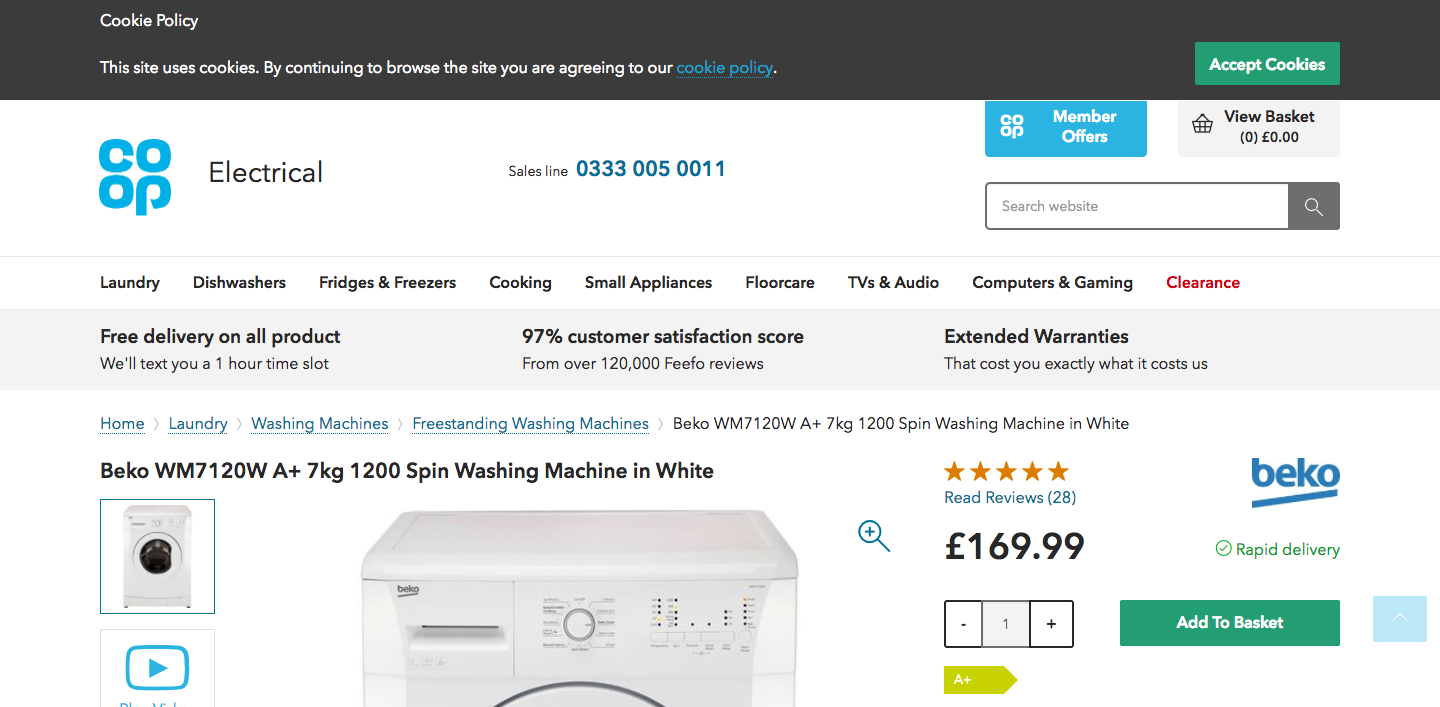 Cookie Policy
This site uses cookies. By continuing to browse the site you are agreeing to our cookie policy.
Accept Cookies
co
op
Member
Offers
View Basket
(0) £0.00
co
op
Electrical
Sales line 0333 005 0011
Search website
Laundry Dishwashers Fridges & Freezers Cooking Small Appliances Floorcare TVs & Audio Computers & Gaming Clearance
Free delivery on all product
We'll text you a 1 hour time slot
97% customer satisfaction score
From over 120,000 Feefo reviews
Extended Warranties
That cost you exactly what it costs us
Home Laundry Washing Machines Freestanding Washing Machines Beko WM7120W A+ 7kg 1200 Spin Washing Machine in White
Beko WM7120W A+ 7kg 1200 Spin Washing Machine in White
beko
Read Reviews (28)
beko
£169.99
Rapid delivery
- 1 +
Add To Basket
A+